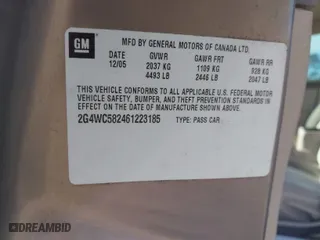 GM
MFD BY GENERAL MOTORS OF CANADA LTD.
DATE GVWR GAWR FRT GAWR RR
12/05 2037 KG 1109 KG 928 KG
4493 LB 2446 LB 2047 LB
THIS VEHICLE CONFORMS TO ALL APPLICABLE U.S. FEDERAL MOTOR
VEHICLE SAFETY, BUMPER, AND THEFT PREVENTION STANDARDS IN
EFFECT ON THE DATE OF MANUFACTURE SHOWN ABOVE.
2G4WC582461223185 TYPE: PASS CAR
DREAMBID